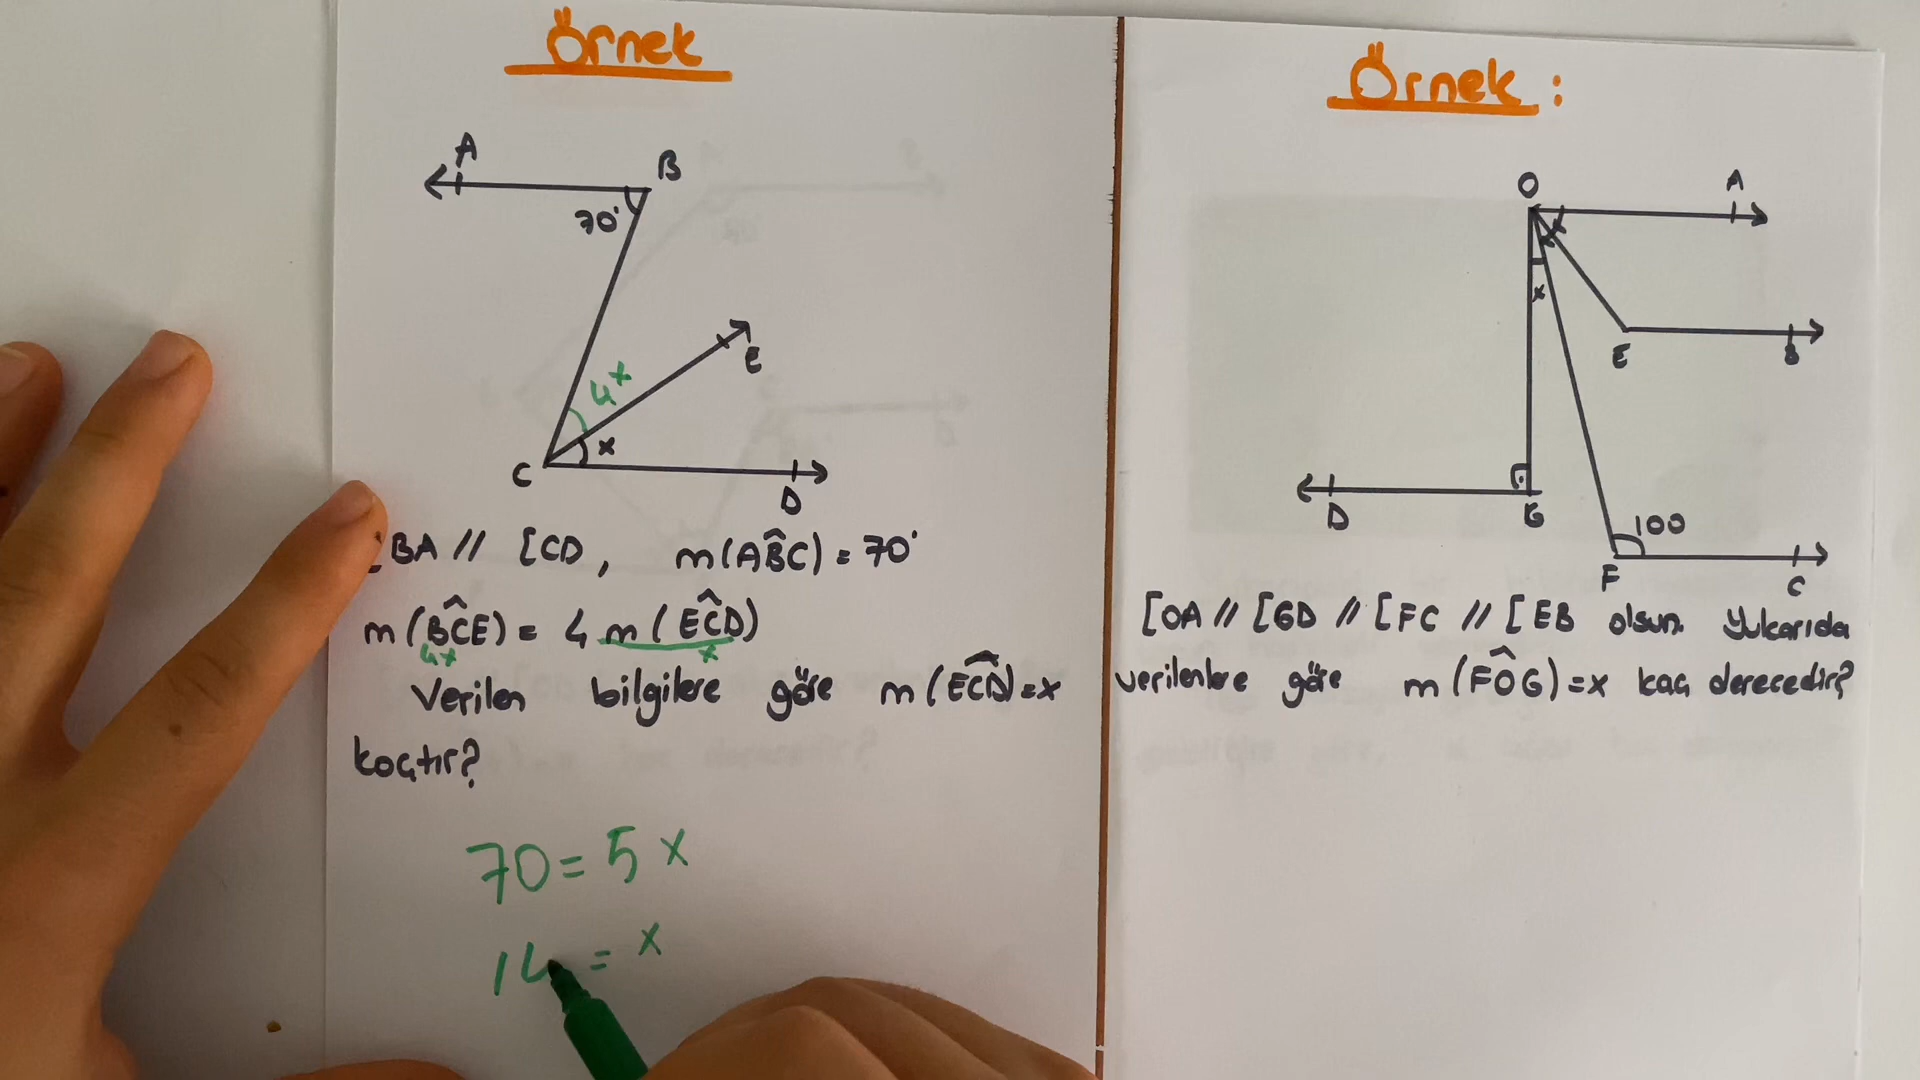 Örnek
A
B
70°
4x
E
x
C
D
[BA // [CD, m(ABC) = 70°
m(BCE) = 4 m(ECD)
4x x
Verilen bilgilere göre m(ECD)=x
kaçtır?
70 = 5x
14 = x
Örnek:
O
A
x
E
B
D
G
100
F
C
[OA // [GD // [FC // [EB olsun. Yukarıda
verilenlere göre m(FOG)=x kaç derecedir?